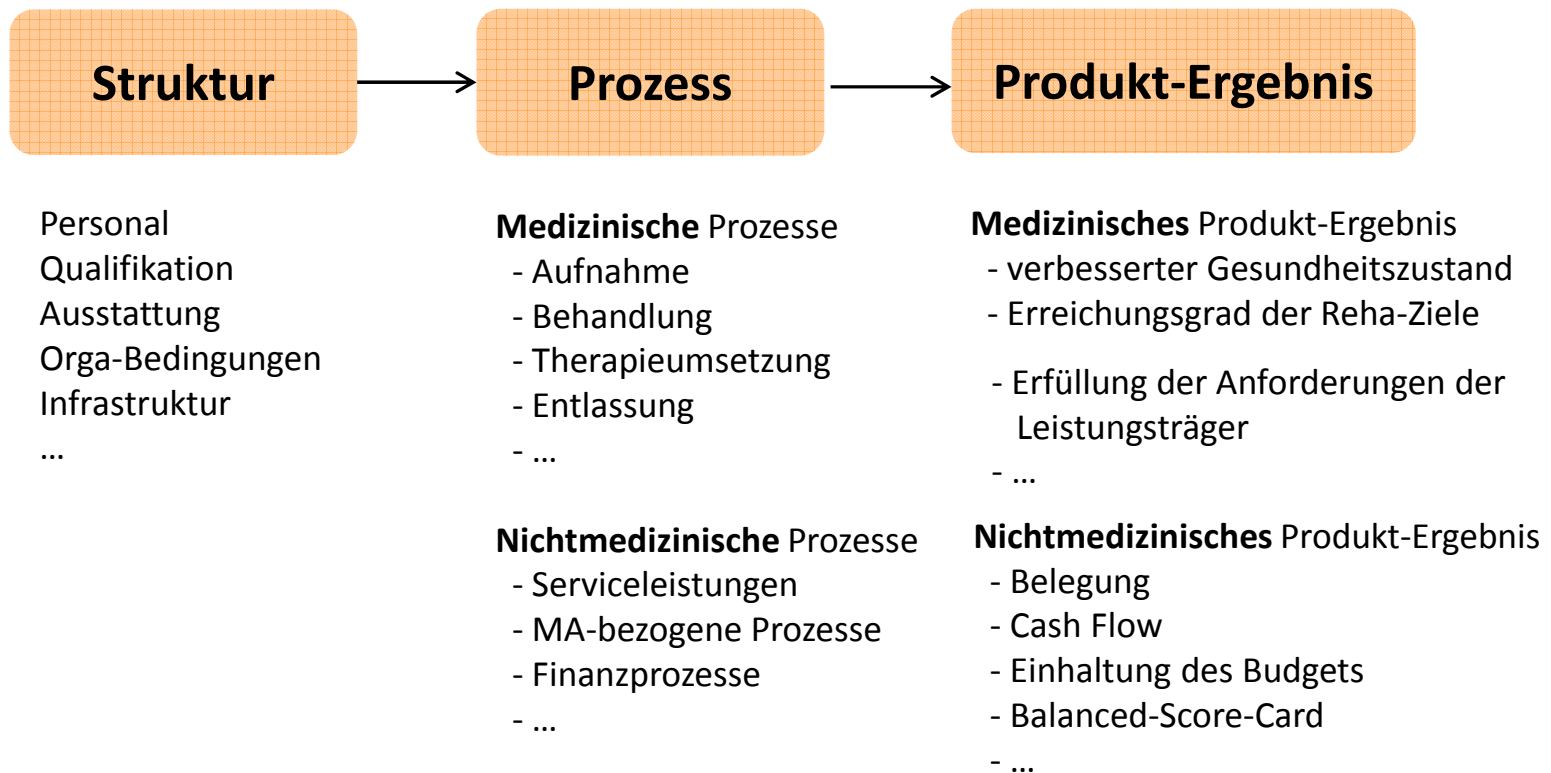 Struktur
Prozess
Produkt-Ergebnis
Personal
Qualifikation
Ausstattung
Orga-Bedingungen
Infrastruktur
...
Medizinische Prozesse
- Aufnahme
- Behandlung
- Therapieumsetzung
- Entlassung
- ...
Nichtmedizinische Prozesse
- Serviceleistungen
- MA-bezogene Prozesse
- Finanzprozesse
- ...
Medizinisches Produkt-Ergebnis
- verbesserter Gesundheitszustand
- Erreichungsgrad der Reha-Ziele
- Erfüllung der Anforderungen der
Leistungsträger
- ...
Nichtmedizinisches Produkt-Ergebnis
- Belegung
- Cash Flow
- Einhaltung des Budgets
- Balanced-Score-Card
- ...